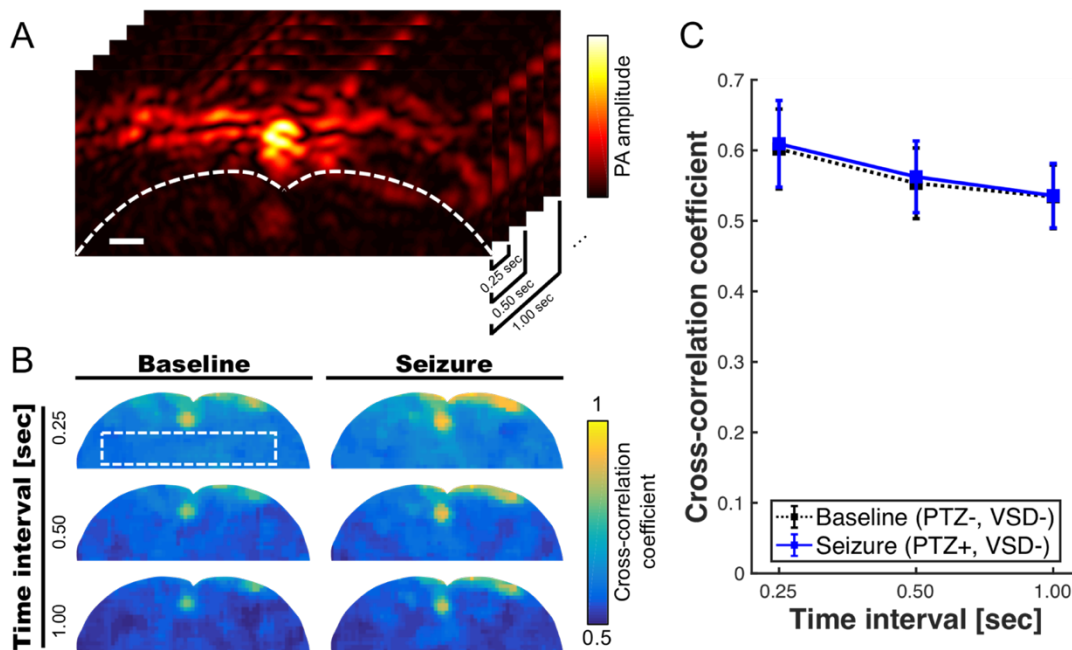 A
PA amplitude
0.25 sec
0.50 sec
1.00 sec
...
B
Baseline
Seizure
Time interval [sec]
0.25
0.50
1.00
1
Cross-correlation
coefficient
0.5
C
Cross-correlation coefficient
0.7
0.6
0.5
0.4
0.3
0.2
0.1
0
Baseline (PTZ-, VSD-)
Seizure (PTZ+, VSD-)
0.25
0.50
1.00
Time interval [sec]